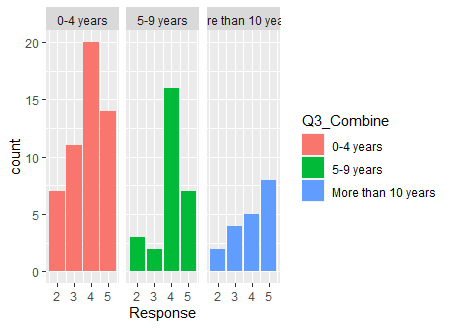 0-4 years
5-9 years
re than 10 yea
20
15
10
5
0
count
2 3 4 5
2 3 4 5
2 3 4 5
Response
Q3_Combine
0-4 years
5-9 years
More than 10 years